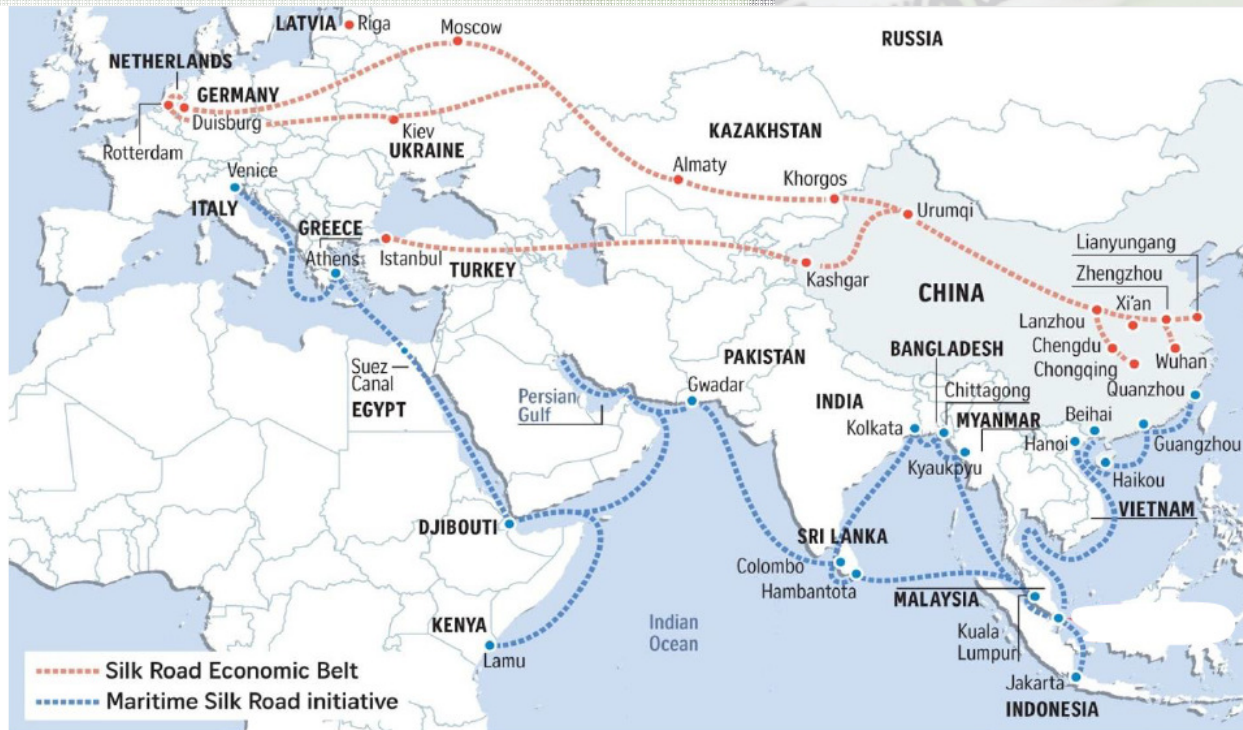 LATVIA
Riga
Moscow
RUSSIA
NETHERLANDS
GERMANY
Duisburg
Rotterdam
Kiev
UKRAINE
KAZAKHSTAN
Almaty
Khorgos
Urumqi
Venice
ITALY
GREECE
Athens
Istanbul
TURKEY
Kashgar
CHINA
Lianyungang
Zhengzhou
Xi'an
Lanzhou
Chengdu
Chongqing
Wuhan
Quanzhou
Suez
Canal
EGYPT
Persian
Gulf
PAKISTAN
Gwadar
INDIA
BANGLADESH
Chittagong
MYANMAR
Kolkata
Kyaukpyu
Beihai
Hanoi
Guangzhou
Haikou
VIETNAM
DJIBOUTI
SRI LANKA
Colombo
Hambantota
MALAYSIA
Kuala
Lumpur
KENYA
Lamu
Indian
Ocean
Jakarta
INDONESIA
Silk Road Economic Belt
Maritime Silk Road initiative